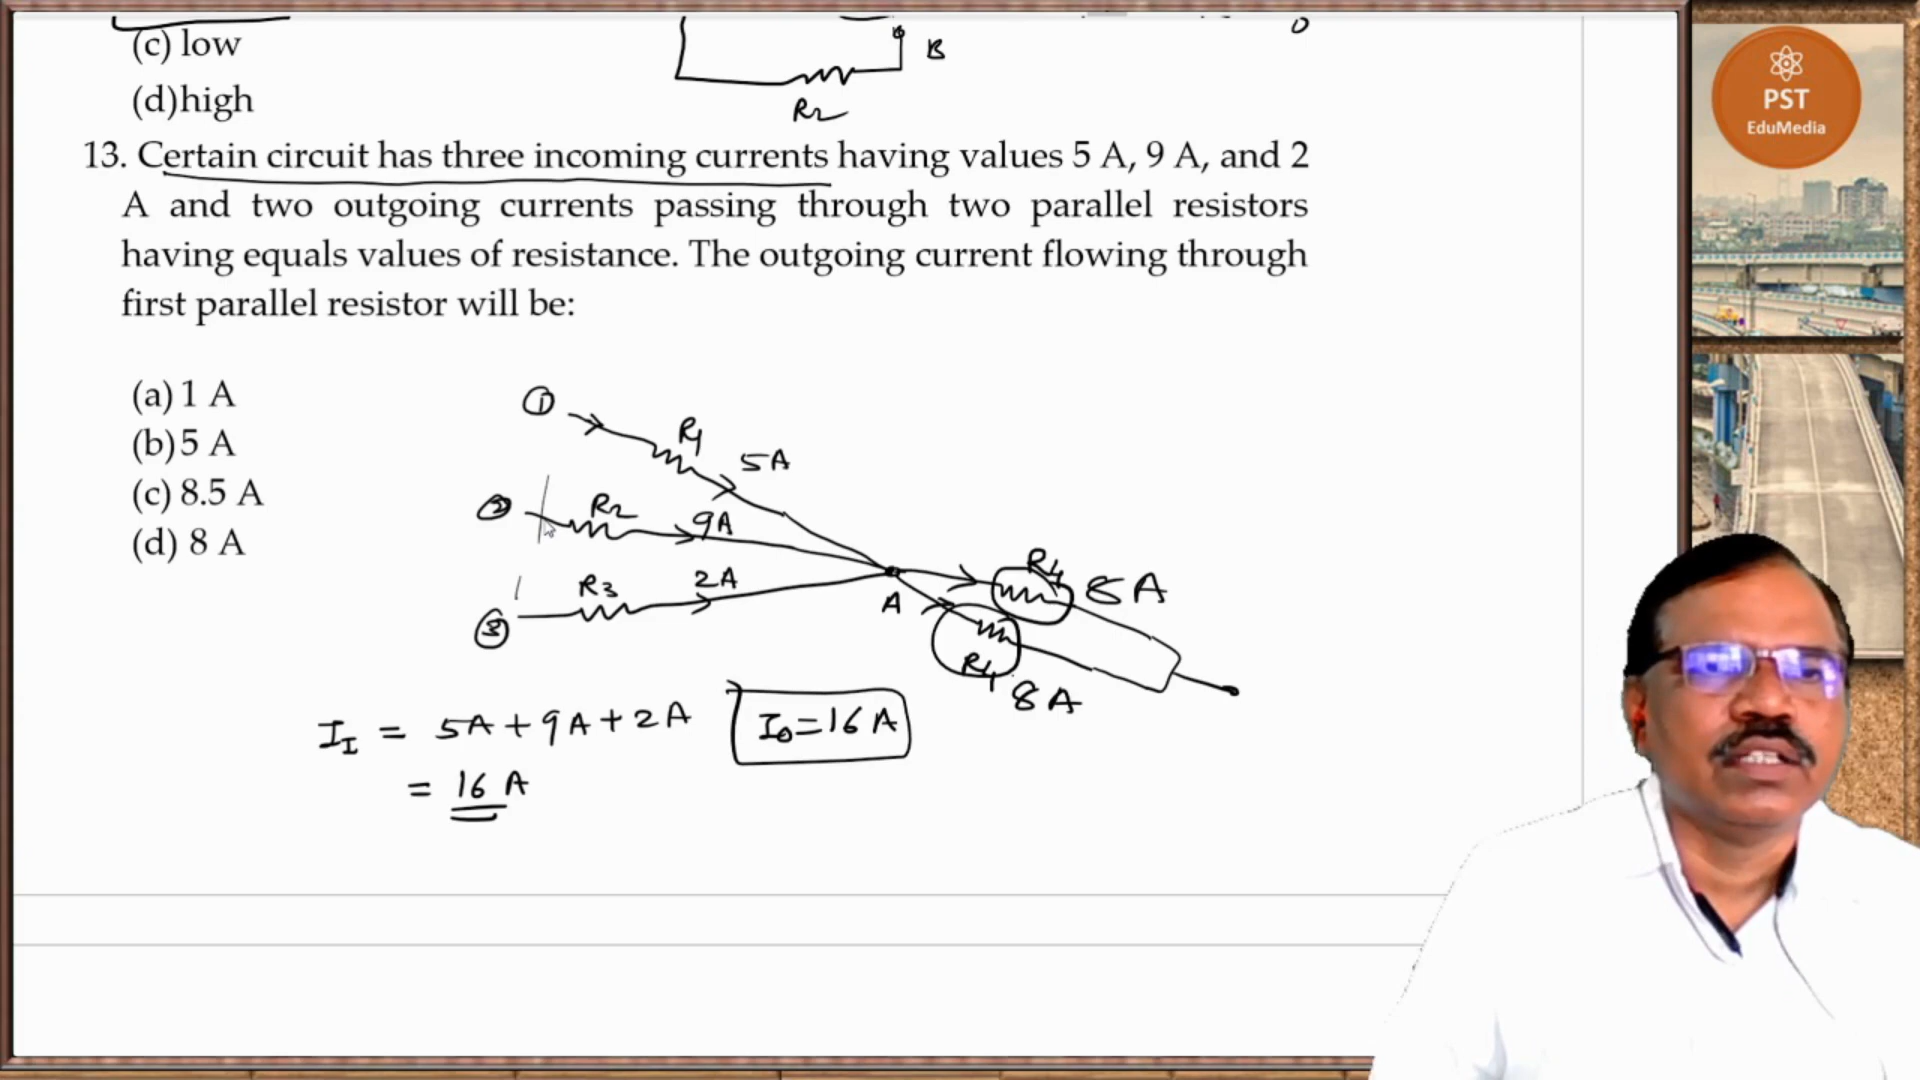 (c) low
B
(d)high
R2
13. Certain circuit has three incoming currents having values 5 A, 9 A, and 2
A and two outgoing currents passing through two parallel resistors
having equals values of resistance. The outgoing current flowing through
first parallel resistor will be:
(a) 1 A
(b) 5 A
(c) 8.5 A
(d) 8 A
1 R1 5A
2 R2 9A
3 R3 2A
A R4 8A
R4 8A
II = 5A + 9A + 2A
I0 = 16 A
= 16 A
PST
EduMedia